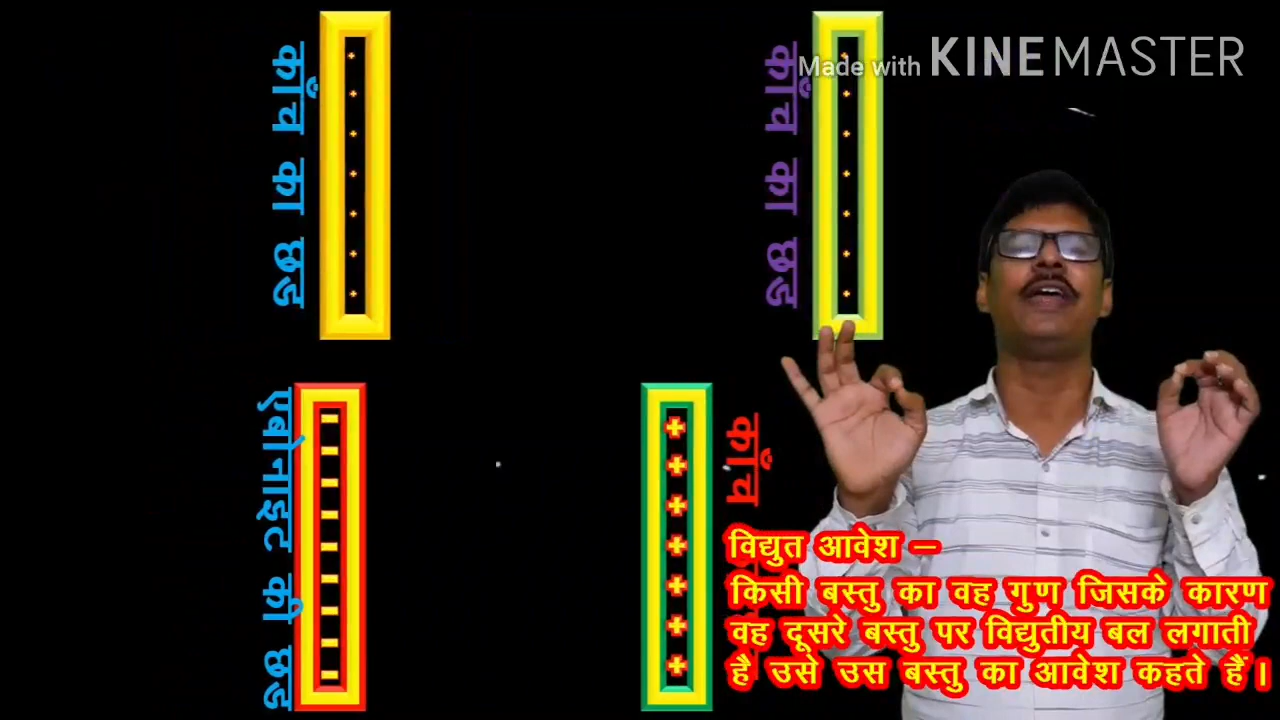 काँच का छड
काँच का छड
Made with KINEMASTER
एबोनाइट की छड
काँच
विद्युत आवेश –
किसी बस्तु का वह गुण जिसके कारण
वह दूसरे बस्तु पर विद्युतीय बल लगाती
है उसे उस बस्तु का आवेश कहते हैं।